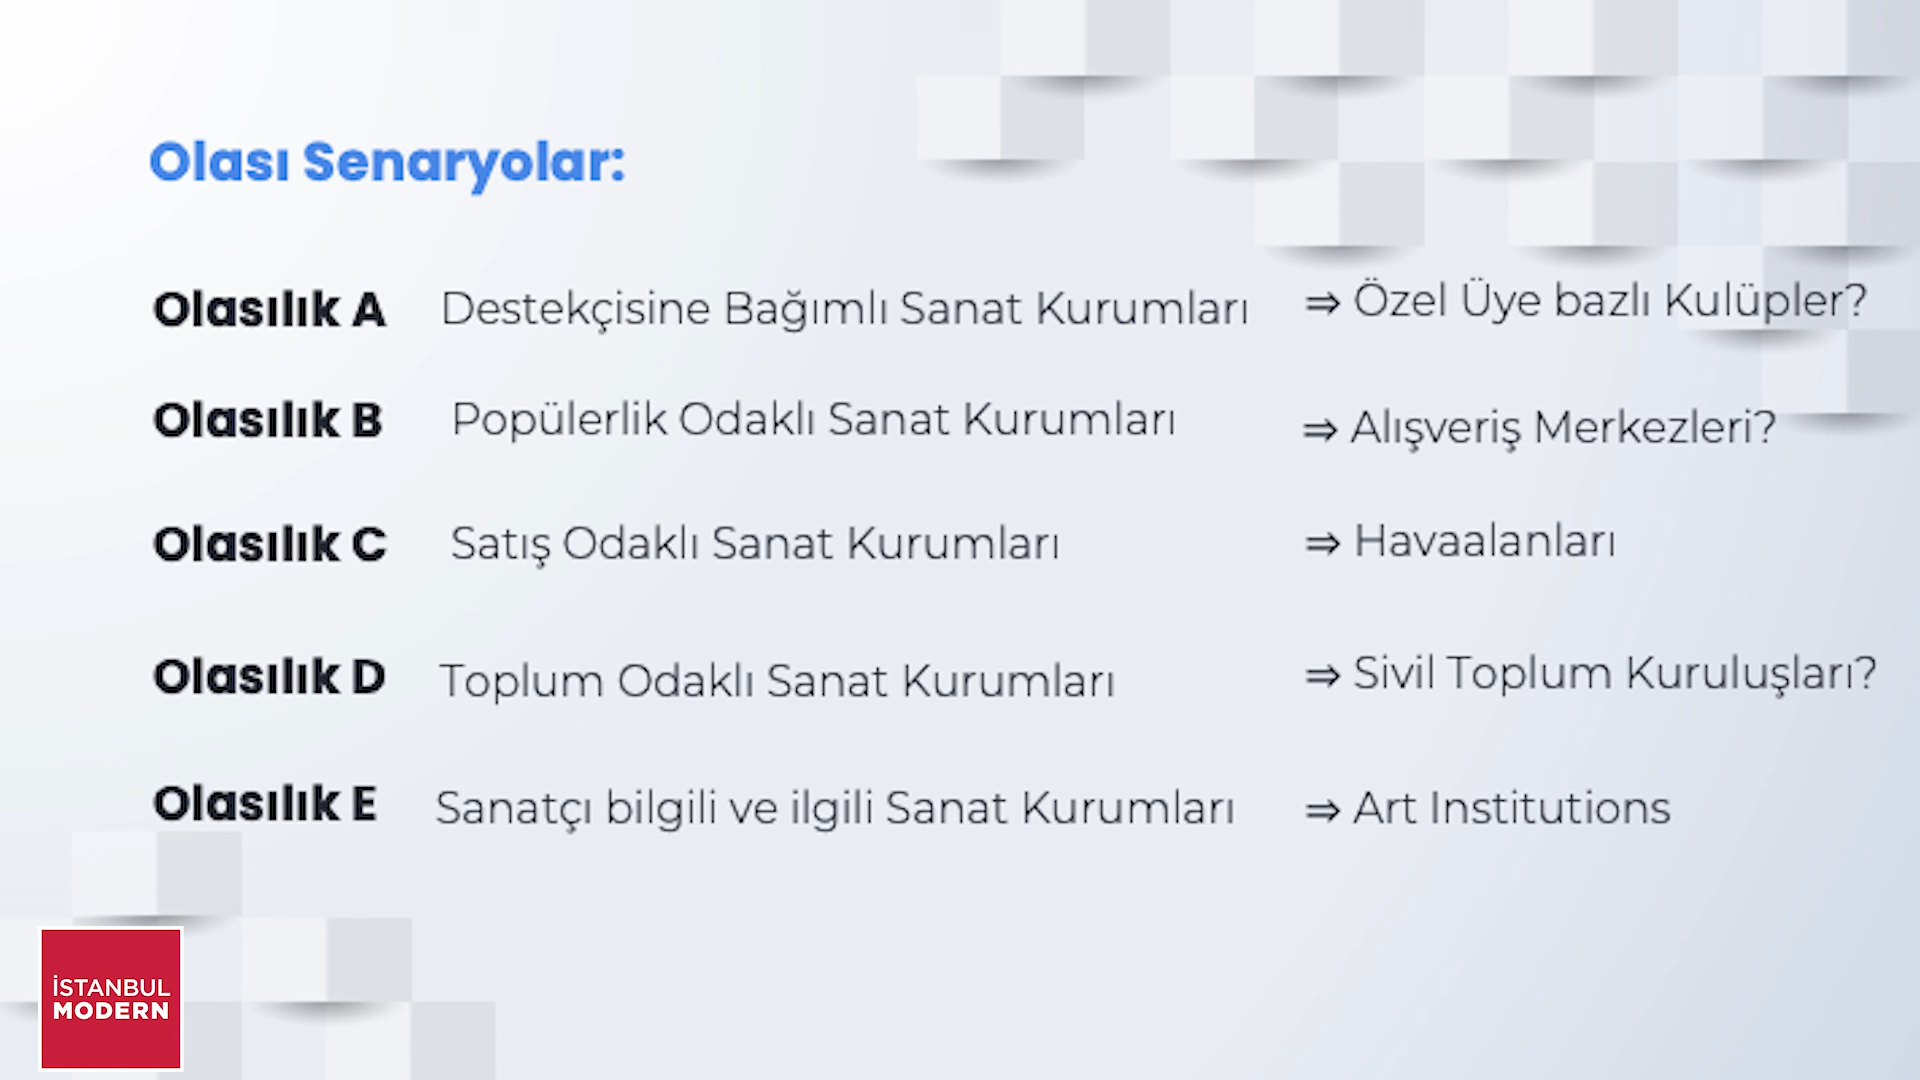 Olası Senaryolar:
Olasılık A Destekçisine Bağımlı Sanat Kurumları ⇒ Özel Üye bazlı Kulüpler?
Olasılık B Popülerlik Odaklı Sanat Kurumları ⇒ Alışveriş Merkezleri?
Olasılık C Satış Odaklı Sanat Kurumları ⇒ Havaalanları
Olasılık D Toplum Odaklı Sanat Kurumları ⇒ Sivil Toplum Kuruluşları?
Olasılık E Sanatçı bilgili ve ilgili Sanat Kurumları ⇒ Art Institutions
İSTANBUL
MODERN